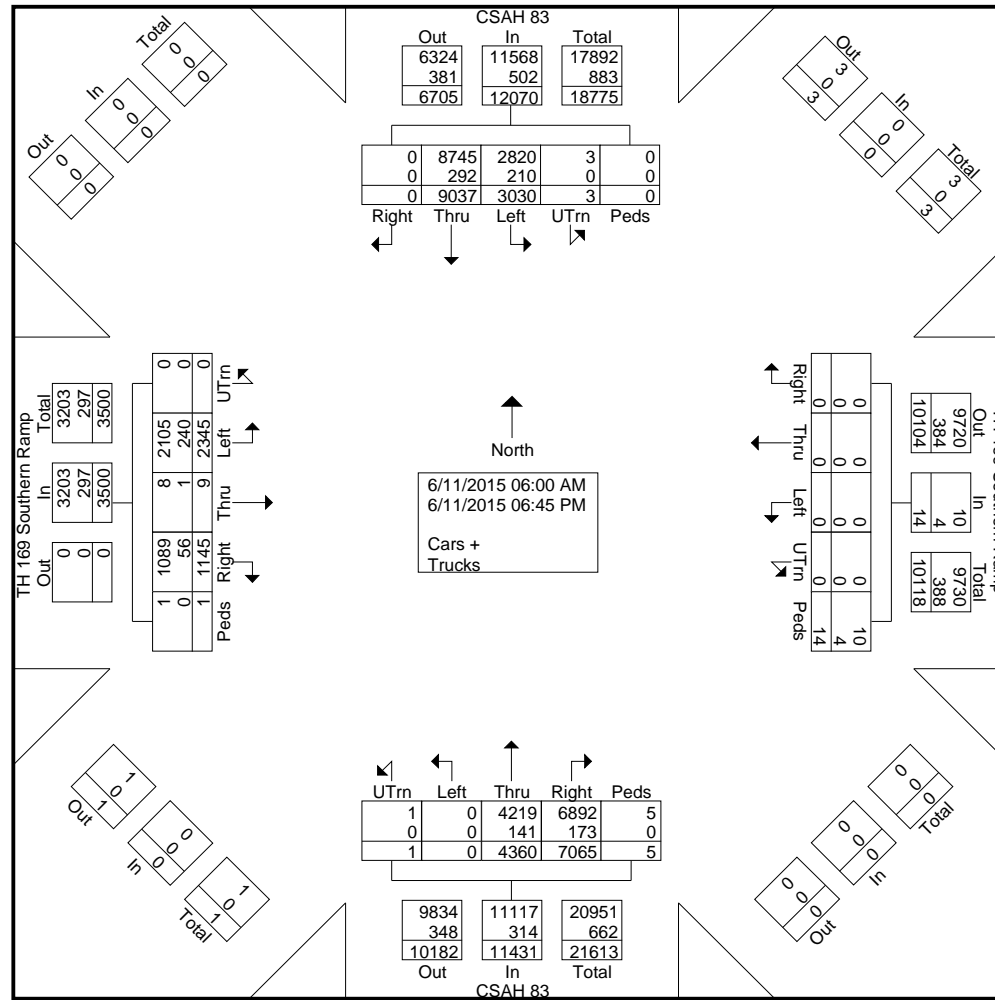 CSAH 83
Out In Total
6324 11568 17892
381 502 883
6705 12070 18775
0 8745 2820 3 0
0 292 210 0 0
0 9037 3030 3 0
Right Thru Left UTrn Peds
Total
0
0
0
In
0
0
0
Out
0
0
0
Out
3
0
3
In
0
0
0
Total
3
0
3
TH 169 Southern Ramp
Total
3203
297
3500
In
3203
297
3500
Out
0
0
0
0 0 0 UTrn
2105 240 2345 Left
8 1 9 Thru
1089 56 1145 Right
1 0 1 Peds
North
6/11/2015 06:00 AM
6/11/2015 06:45 PM
Cars +
Trucks
Right 0 0 0
Thru 0 0 0
Left 0 0 0
UTrn 0 0 0
Peds 14 4 10
Out
9720
384
10104
In
10
4
14
Total
9730
388
10118
Southern
UTrn Left Thru Right Peds
1 0 4219 6892 5
0 0 141 173 0
1 0 4360 7065 5
9834 11117 20951
348 314 662
10182 11431 21613
Out In Total
CSAH 83
Out
1
0
1
In
0
0
0
Total
1
0
1
Total
0
0
0
In
0
0
0
Out
0
0
0